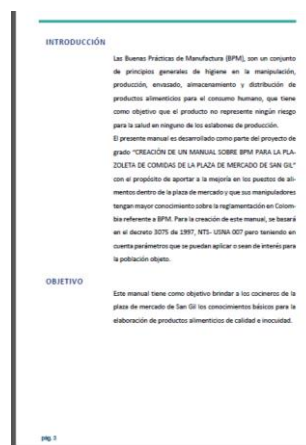 INTRODUCCIÓN
Las Buenas Prácticas de Manufactura (BPM), son un conjunto
de principios generales de higiene en la manipulación,
producción, envasado, almacenamiento y distribución de
productos alimenticios para el consumo humano, que tiene
como objetivo que el producto no represente ningún riesgo
para la salud en ninguno de los eslabones de producción.
El presente manual es desarrollado como parte del proyecto de
grado "CREACIÓN DE UN MANUAL SOBRE BPM PARA LA PLA-
ZOLETA DE COMIDAS DE LA PLAZA DE MERCADO DE SAN GIL"
con el propósito de aportar a la mejoría en los puestos de ali-
mentos dentro de la plaza de mercado y que sus manipuladores
tengan mayor conocimiento sobre la reglamentación en Colom-
bia referente a BPM. Para la creación de este manual, se basará
en el decreto 3075 de 1997, NTS- USNA 007 pero teniendo en
cuenta parámetros que se puedan aplicar o sean de interés para
la población objeto.
OBJETIVO
Este manual tiene como objetivo brindar a los cocineros de la
plaza de mercado de San Gil los conocimientos básicos para la
elaboración de productos alimenticios de calidad e inocuidad.
pág. 3